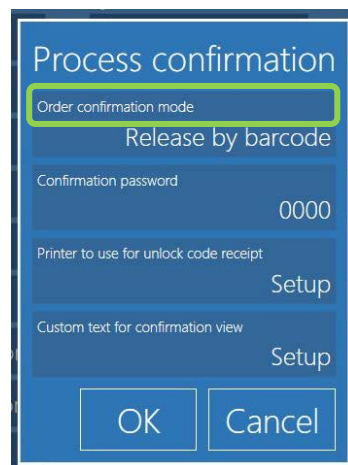 Process confirmation
Order confirmation mode
Release by barcode
Confirmation password
0000
Printer to use for unlock code receipt
Setup
Custom text for confirmation view
Setup
OK
Cancel